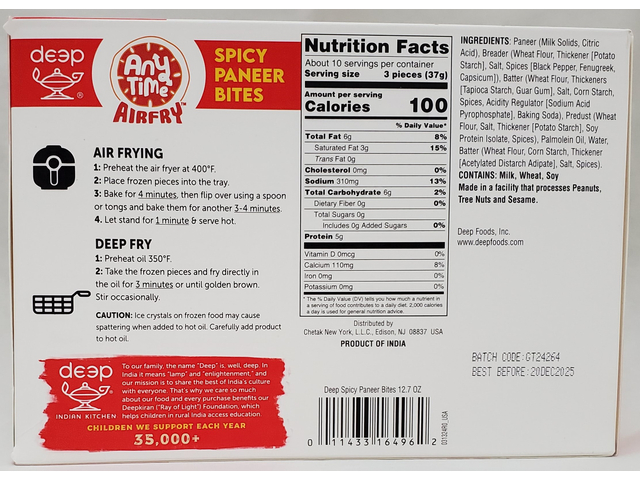 deep
®
Any
Time
AIRFRY™
SPICY
PANEER
BITES
AIR FRYING
1: Preheat the air fryer at 400°F.
2: Place frozen pieces into the tray.
3: Bake for 4 minutes, then flip over using a spoon
or tongs and bake them for another 3-4 minutes.
4. Let stand for 1 minute & serve hot.
DEEP FRY
1: Preheat oil 350°F.
2: Take the frozen pieces and fry directly in
the oil for 3 minutes or until golden brown.
Stir occasionally.
CAUTION: Ice crystals on frozen food may cause
spattering when added to hot oil. Carefully add product
to hot oil.
deep
INDIAN KITCHEN
To our family, the name "Deep" is, well, deep. In
India it means "lamp" and "enlightenment," and
our mission is to share the best of India's culture
with everyone. That's why we care so much
about our food and every purchase benefits our
Deepkiran ("Ray of Light") Foundation, which
helps children in rural India access education.
CHILDREN WE SUPPORT EACH YEAR
35,000+
Nutrition Facts
About 10 servings per container
Serving size 3 pieces (37g)
Amount per serving
Calories 100
% Daily Value*
Total Fat 6g 8%
Saturated Fat 3g 15%
Trans Fat 0g
Cholesterol 0mg 0%
Sodium 310mg 13%
Total Carbohydrate 6g 2%
Dietary Fiber 0g 0%
Total Sugars 0g
Includes 0g Added Sugars 0%
Protein 5g
Vitamin D 0mcg 0%
Calcium 110mg 8%
Iron 0mg 0%
Potassium 0mg 0%
* The % Daily Value (DV) tells you how much a nutrient in
a serving of food contributes to a daily diet. 2,000 calories
a day is used for general nutrition advice.
Distributed by
Chetak New York, L.L.C., Edison, NJ 08837 USA
PRODUCT OF INDIA
Deep Spicy Paneer Bites 12.7 OZ
0 11433 16496 2
INGREDIENTS: Paneer (Milk Solids, Citric
Acid), Breader (Wheat Flour, Thickener [Potato
Starch], Salt, Spices [Black Pepper, Fenugreek,
Capsicum]), Batter (Wheat Flour, Thickeners
[Tapioca Starch, Guar Gum], Salt, Corn Starch,
Spices, Acidity Regulator [Sodium Acid
Pyrophosphate], Baking Soda), Predust (Wheat
Flour, Salt, Thickener [Potato Starch], Soy
Protein Isolate, Spices), Palmolein Oil, Water,
Batter (Wheat Flour, Corn Starch, Thickener
[Acetylated Distarch Adipate], Salt, Spices).
CONTAINS: Milk, Wheat, Soy
Made in a facility that processes Peanuts,
Tree Nuts and Sesame.
Deep Foods, Inc.
www.deepfoods.com
BATCH CODE:GT24264
BEST BEFORE:20DEC2025